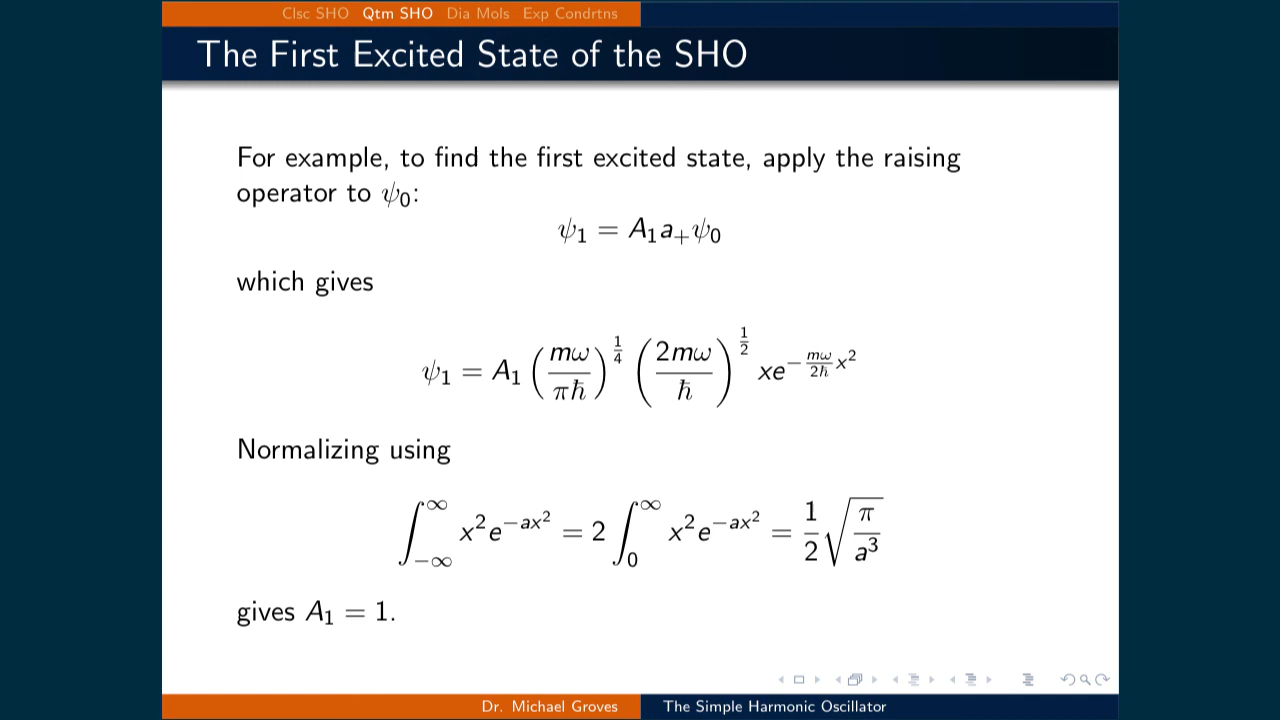 Clsc SHO Qtm SHO Dia Mols Exp Condrtns
The First Excited State of the SHO
For example, to find the first excited state, apply the raising
operator to ψ₀:
ψ₁ = A₁a₊ψ₀
which gives
ψ₁ = A₁ (mω/πħ)^(1/4) (2mω/ħ)^(1/2) xe^(−(mω/2ħ)x²)
Normalizing using
∫_{−∞}^{∞} x²e^(−ax²) = 2 ∫_0^∞ x²e^(−ax²) = (1/2)√(π/a³)
gives A₁ = 1.
Dr. Michael Groves The Simple Harmonic Oscillator